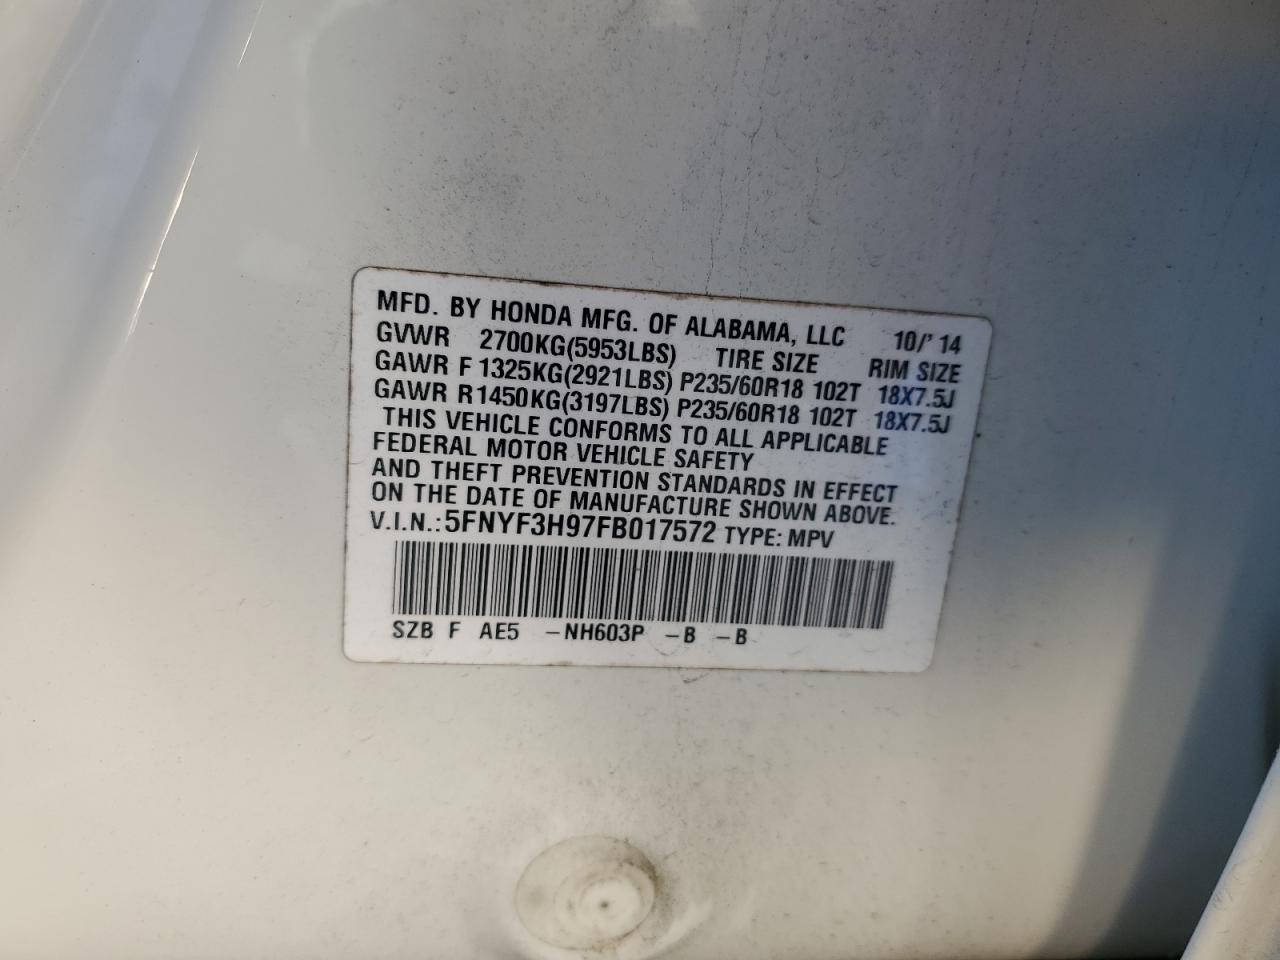 MFD. BY HONDA MFG. OF ALABAMA, LLC 10/' 14
GVWR 2700KG(5953LBS) TIRE SIZE RIM SIZE
GAWR F 1325KG(2921LBS) P235/60R18 102T 18X7.5J
GAWR R 1450KG(3197LBS) P235/60R18 102T 18X7.5J
THIS VEHICLE CONFORMS TO ALL APPLICABLE
FEDERAL MOTOR VEHICLE SAFETY
AND THEFT PREVENTION STANDARDS IN EFFECT
ON THE DATE OF MANUFACTURE SHOWN ABOVE.
V.I.N.: 5FNYF3H97FB017572 TYPE: MPV
SZB F AE5 -NH603P -B -B